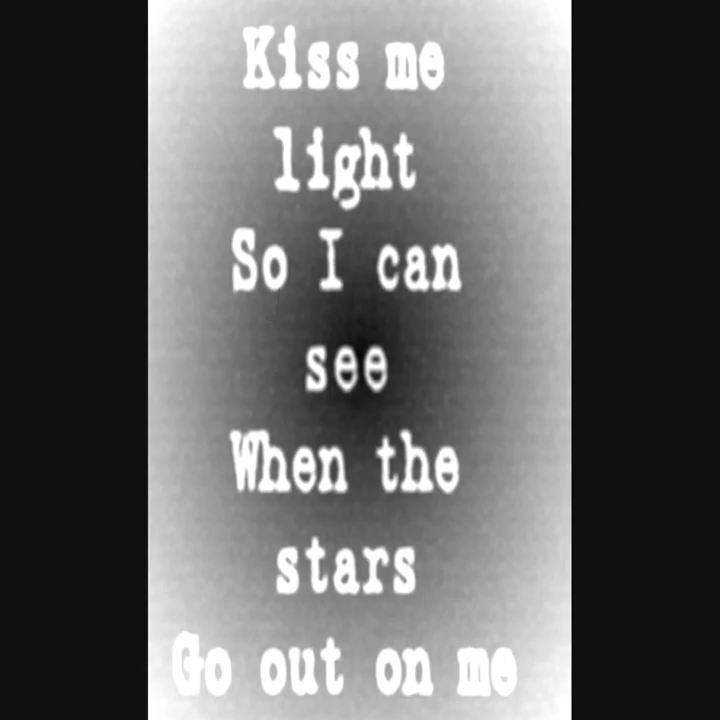 Kiss me
light
So I can
see
When the
stars
Go out on me